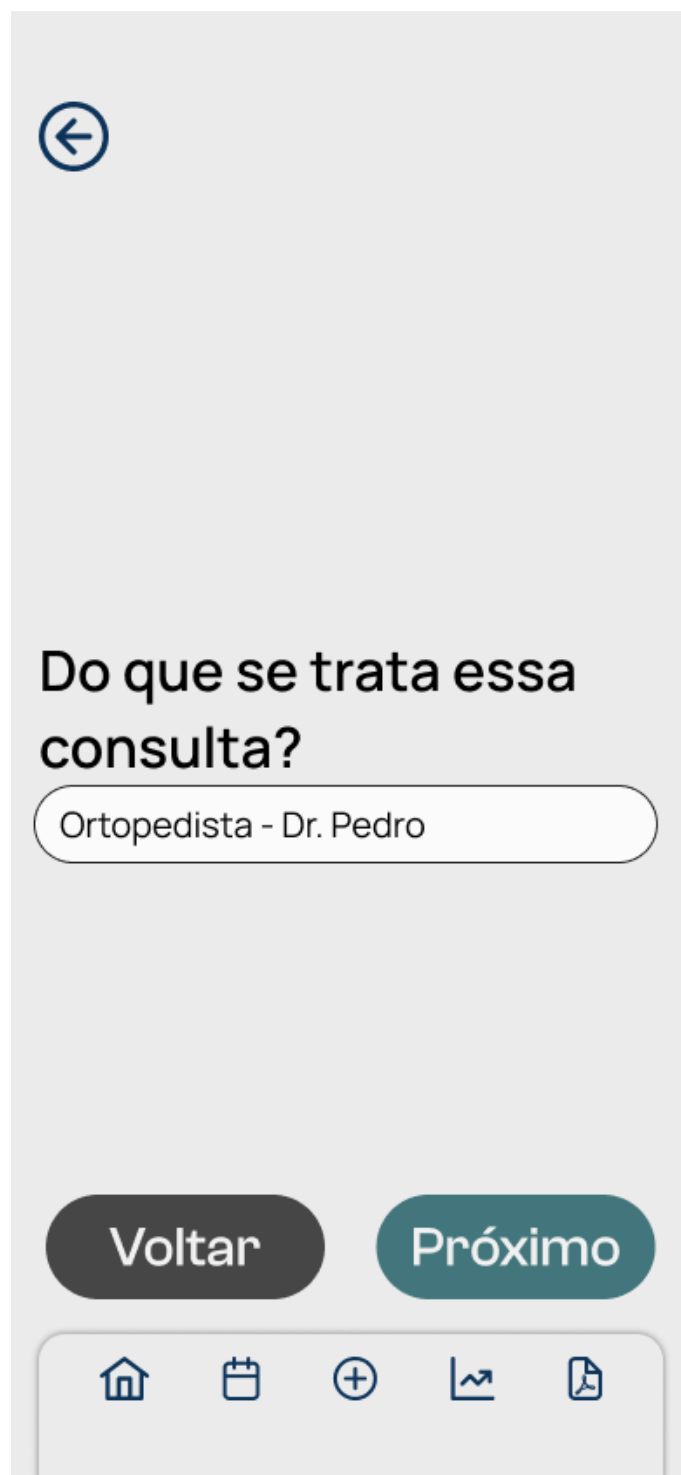 Do que se trata essa
consulta?
Ortopedista - Dr. Pedro
Voltar
Próximo